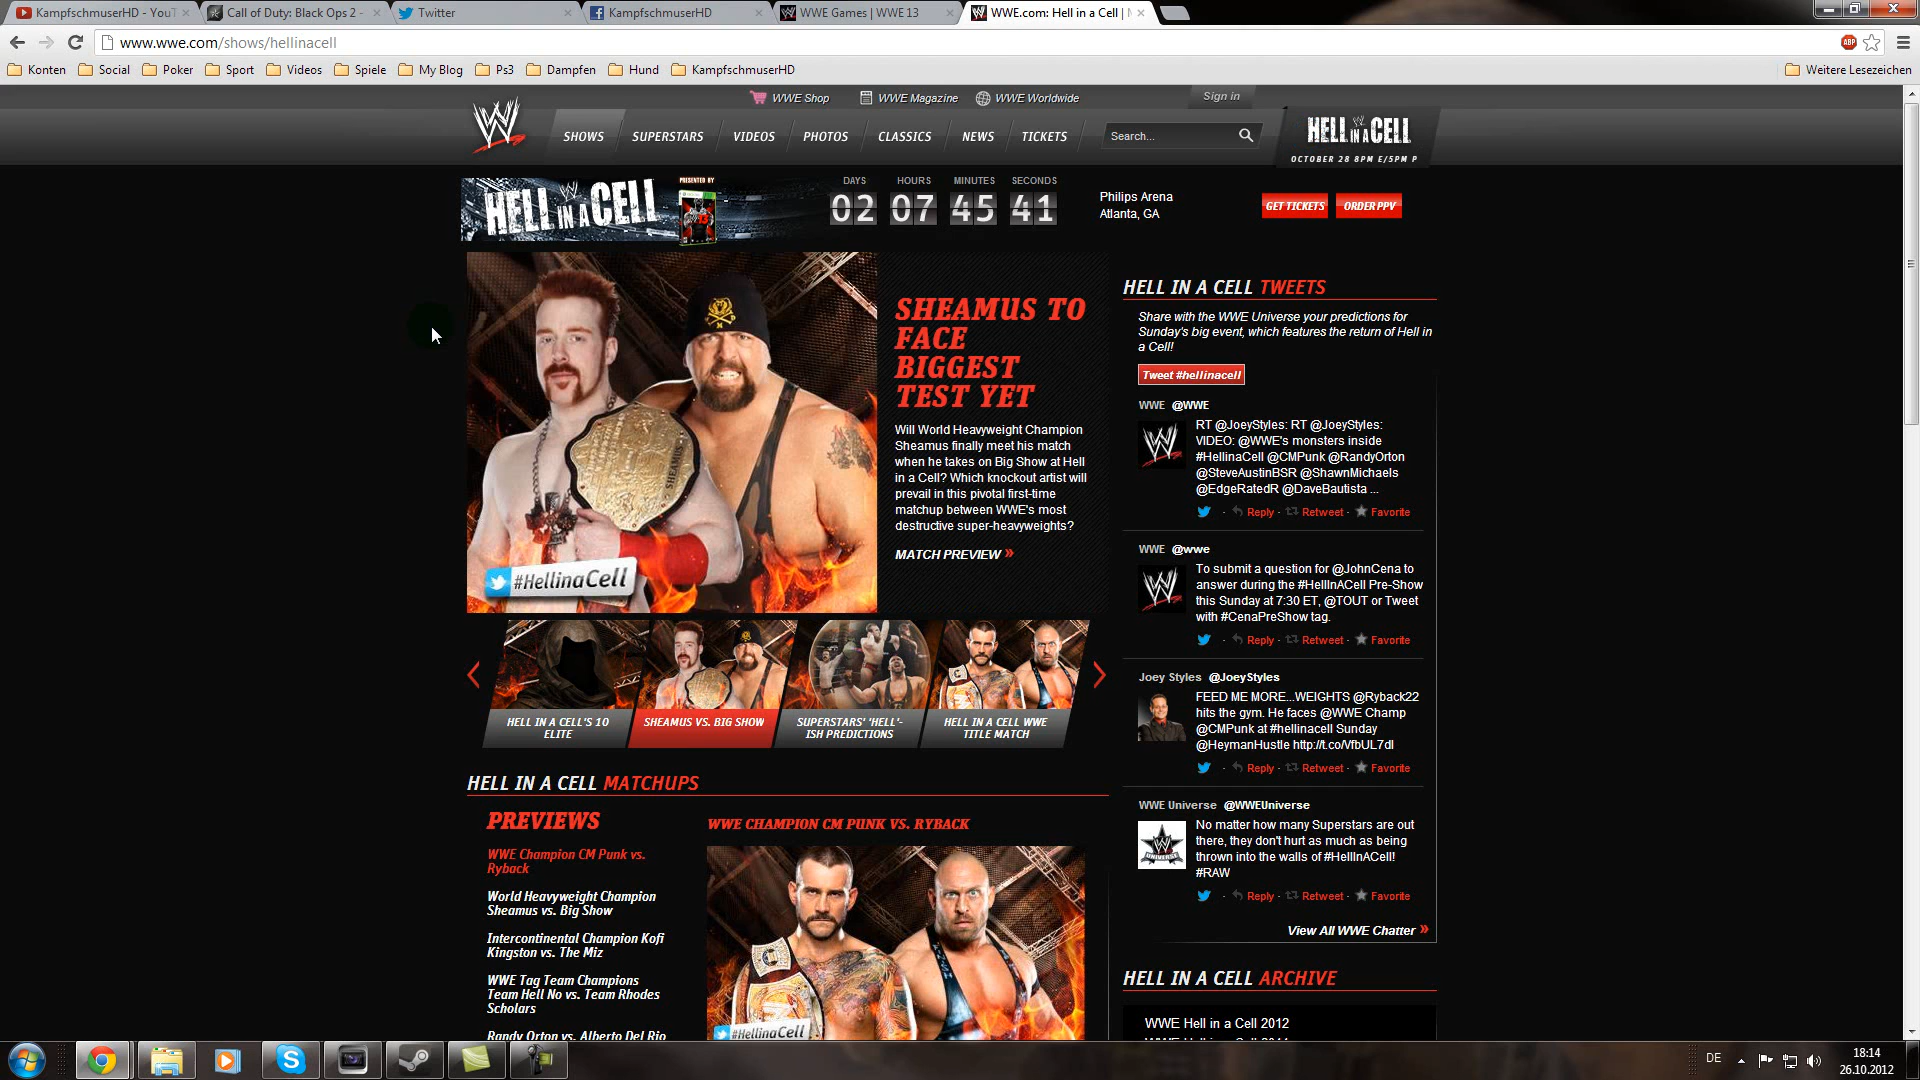 KampfschmuserHD - YouT
Call of Duty: Black Ops 2 -
Twitter
KampfschmuserHD
WWE Games | WWE 13
WWE.com: Hell in a Cell |
www.wwe.com/shows/hellinacell
ABP
Konten
Social
Poker
Sport
Videos
Spiele
My Blog
Ps3
Dampfen
Hund
KampfschmuserHD
Weitere Lesezeichen
WWE Shop
WWE Magazine
WWE Worldwide
Sign in
SHOWS
SUPERSTARS
VIDEOS
PHOTOS
CLASSICS
NEWS
TICKETS
Search...
HELL IN A CELL
OCTOBER 28 8PM E/5PM P
HELL IN A CELL
PRESENTED BY
DAYS
HOURS
MINUTES
SECONDS
02
07
45
41
Philips Arena
Atlanta, GA
GET TICKETS
ORDER PPV
SHEAMUS TO
FACE
BIGGEST
TEST YET
Will World Heavyweight Champion
Sheamus finally meet his match
when he takes on Big Show at Hell
in a Cell? Which knockout artist will
prevail in this pivotal first-time
matchup between WWE's most
destructive super-heavyweights?
MATCH PREVIEW »
SHEAMUS
#HellinaCell
HELL IN A CELL'S 10
ELITE
SHEAMUS VS. BIG SHOW
SUPERSTARS' 'HELL'-
ISH PREDICTIONS
HELL IN A CELL WWE
TITLE MATCH
HELL IN A CELL MATCHUPS
PREVIEWS
WWE Champion CM Punk vs.
Ryback
World Heavyweight Champion
Sheamus vs. Big Show
Intercontinental Champion Kofi
Kingston vs. The Miz
WWE Tag Team Champions
Team Hell No vs. Team Rhodes
Scholars
Randy Orton vs. Alberto Del Rio
WWE CHAMPION CM PUNK VS. RYBACK
#HellinaCell
HELL IN A CELL TWEETS
Share with the WWE Universe your predictions for
Sunday's big event, which features the return of Hell in
a Cell!
Tweet #hellinacell
WWE @WWE
RT @JoeyStyles: RT @JoeyStyles:
VIDEO: @WWE's monsters inside
#HellinaCell @CMPunk @RandyOrton
@SteveAustinBSR @ShawnMichaels
@EdgeRatedR @DaveBautista ...
· Reply · Retweet · Favorite
WWE @wwe
To submit a question for @JohnCena to
answer during the #HellInACell Pre-Show
this Sunday at 7:30 ET, @TOUT or Tweet
with #CenaPreShow tag.
· Reply · Retweet · Favorite
Joey Styles @JoeyStyles
FEED ME MORE...WEIGHTS @Ryback22
hits the gym. He faces @WWE Champ
@CMPunk at #hellinacell Sunday
@HeymanHustle http://t.co/VfbUL7dl
· Reply · Retweet · Favorite
WWE Universe @WWEUniverse
UNIVERSE
No matter how many Superstars are out
there, they don't hurt as much as being
thrown into the walls of #HellInACell!
#RAW
· Reply · Retweet · Favorite
View All WWE Chatter »
HELL IN A CELL ARCHIVE
WWE Hell in a Cell 2012
DE
18:14
26.10.2012